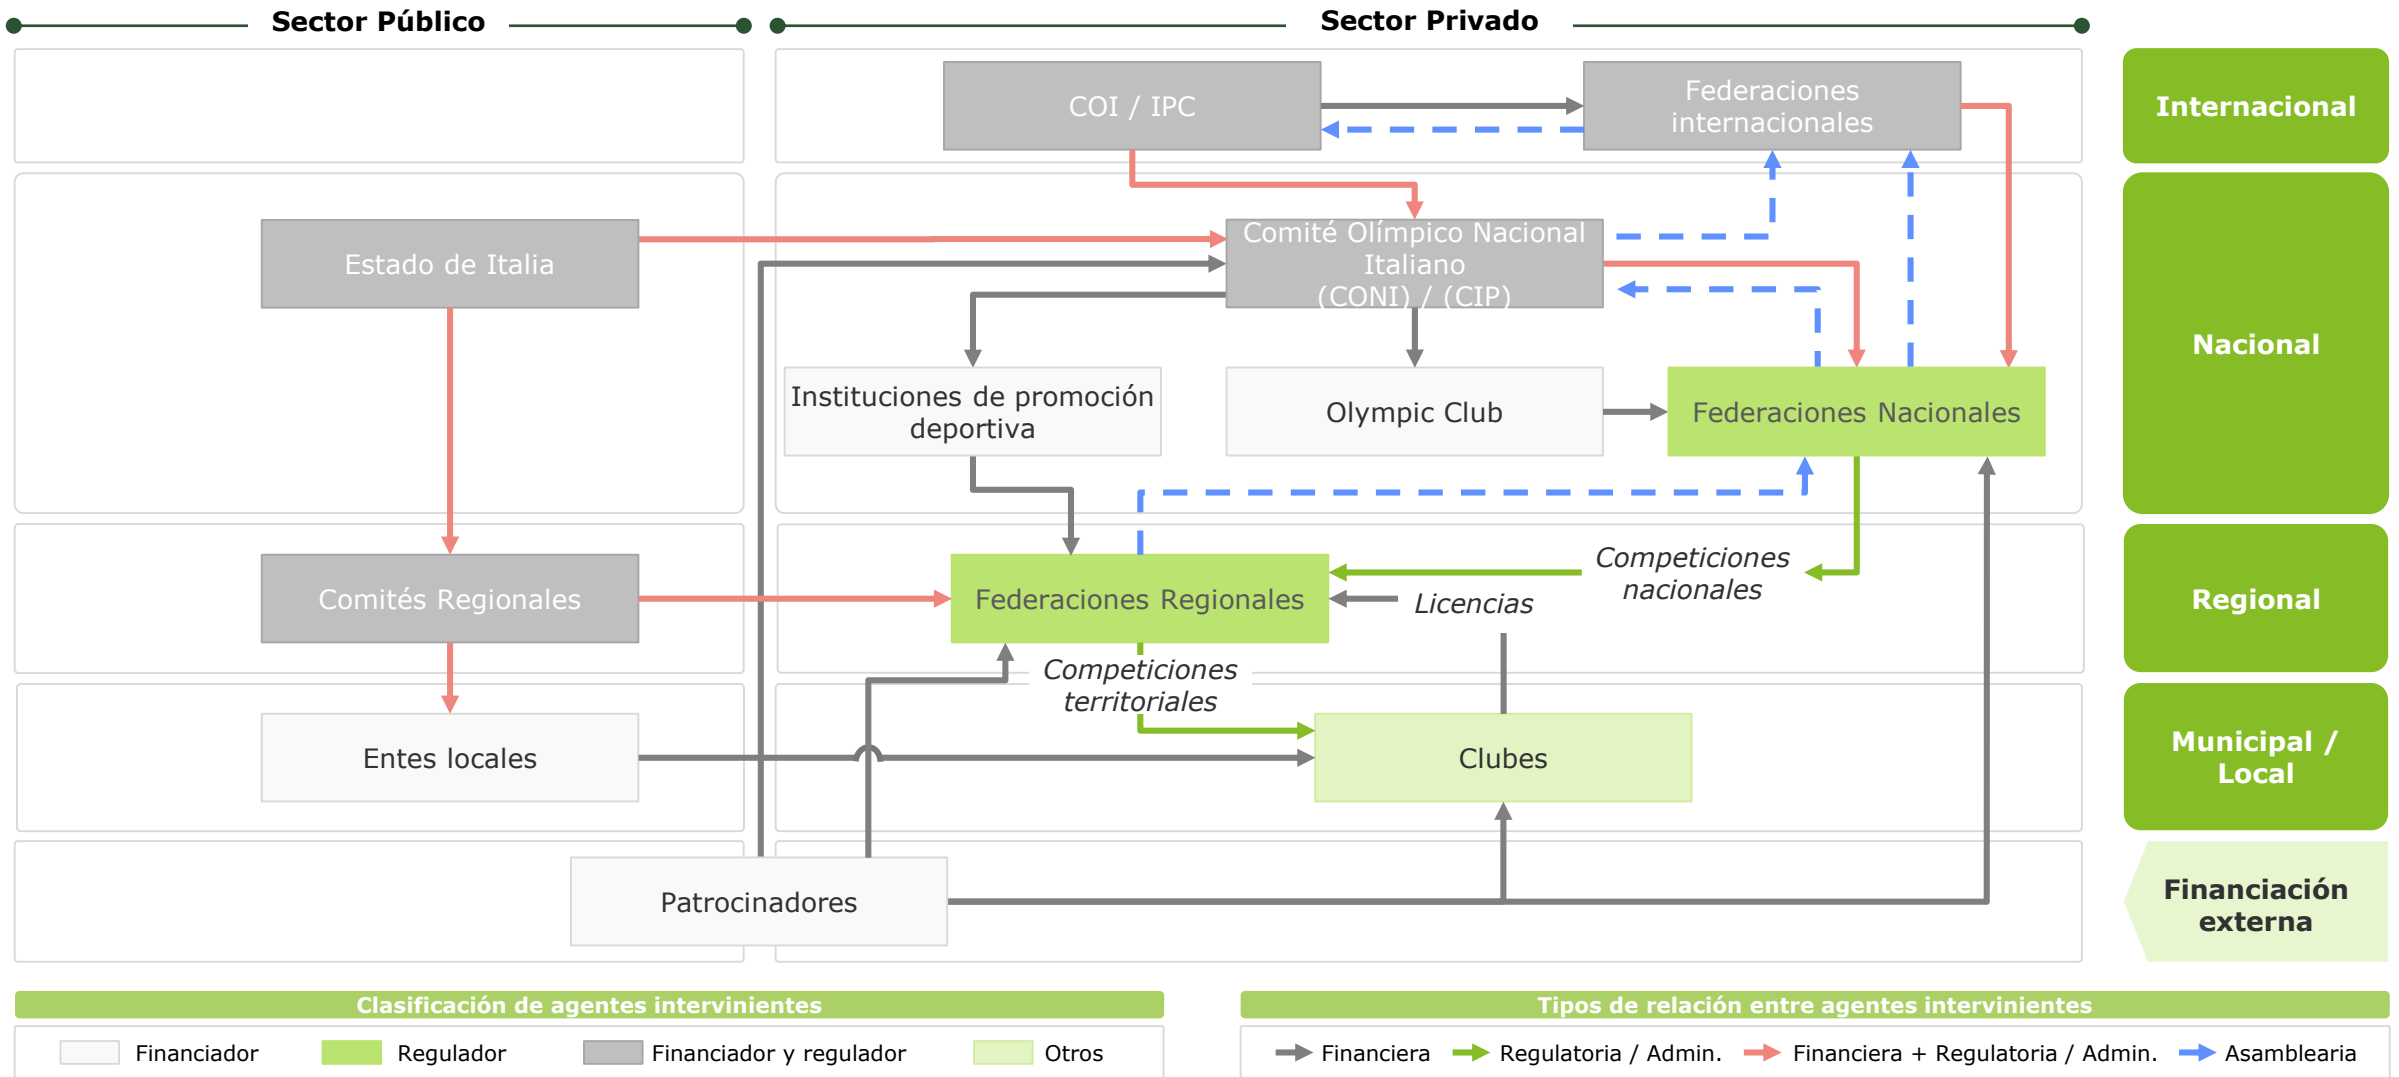 Sector Público
Sector Privado
COI / IPC
Federaciones
internacionales
Internacional
Estado de Italia
Comité Olímpico Nacional
Italiano
(CONI) / (CIP)
Nacional
Instituciones de promoción
deportiva
Olympic Club
Federaciones Nacionales
Comités Regionales
Federaciones Regionales
Competiciones
nacionales
Licencias
Regional
Competiciones
territoriales
Entes locales
Clubes
Municipal /
Local
Patrocinadores
Financiación
externa
Clasificación de agentes intervinientes
Financiador
Regulador
Financiador y regulador
Otros
Tipos de relación entre agentes intervinientes
Financiera
Regulatoria / Admin.
Financiera + Regulatoria / Admin.
Asamblearia